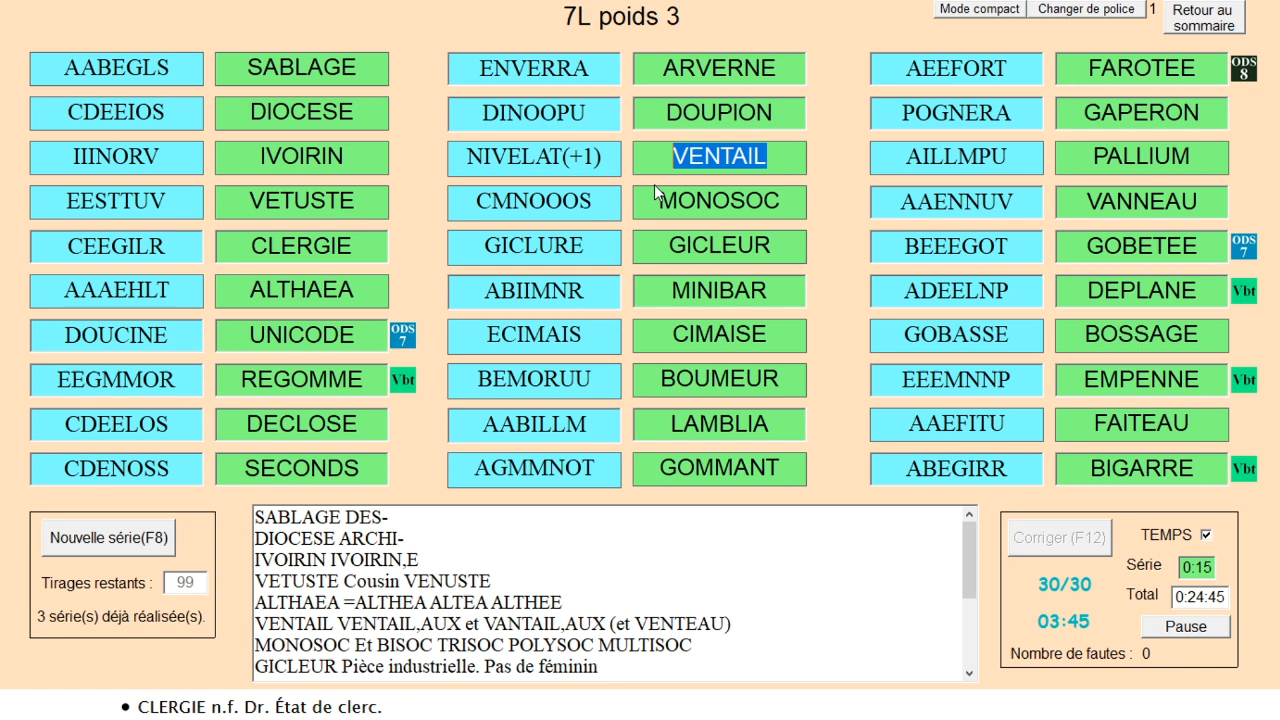 7L poids 3
Mode compact
Changer de police
1
Retour au
sommaire
AABEGLS SABLAGE
CDEEIOS DIOCESE
IIINORV IVOIRIN
EESTTUV VETUSTE
CEEGILR CLERGIE
AAAEHLT ALTHAEA
DOUCINE UNICODE ODS 7
EEGMMOR REGOMME Vbt
CDEELOS DECLOSE
CDENOSS SECONDS
ENVERRA ARVERNE
DINOOPU DOUPION
NIVELAT(+1) VENTAIL
CMNOOOS MONOSOC
GICLURE GICLEUR
ABIIMNR MINIBAR
ECIMAIS CIMAISE
BEMORUU BOUMEUR
AABILLM LAMBLIA
AGMMNOT GOMMANT
AEEFORT FAROTEE ODS 8
POGNERA GAPERON
AILLMPU PALLIUM
AAENNUV VANNEAU
BEEEGOT GOBETEE ODS 7
ADEELNP DEPLANE Vbt
GOBASSE BOSSAGE
EEEMNNP EMPENNE Vbt
AAEFITU FAITEAU
ABEGIRR BIGARRE Vbt
Nouvelle série(F8)
Tirages restants : 99
3 série(s) déjà réalisée(s).
SABLAGE DES-
DIOCESE ARCHI-
IVOIRIN IVOIRIN,E
VETUSTE Cousin VENUSTE
ALTHAEA =ALTHEA ALTEA ALTHEE
VENTAIL VENTAIL,AUX et VANTAIL,AUX (et VENTEAU)
MONOSOC Et BISOC TRISOC POLYSOC MULTISOC
GICLEUR Pièce industrielle. Pas de féminin
Corriger (F12)
TEMPS
Série 0:15
30/30
Total 0:24:45
03:45
Pause
Nombre de fautes : 0
• CLERGIE n.f. Dr. État de clerc.